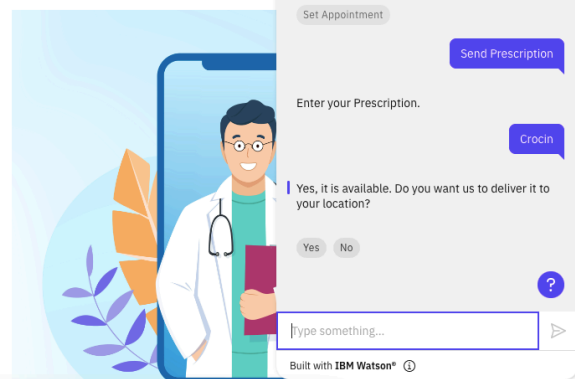 Set Appointment
Send Prescription
Enter your Prescription.
Crocin
Yes, it is available. Do you want us to deliver it to
your location?
Yes No
?
Type something...
Built with IBM Watson®